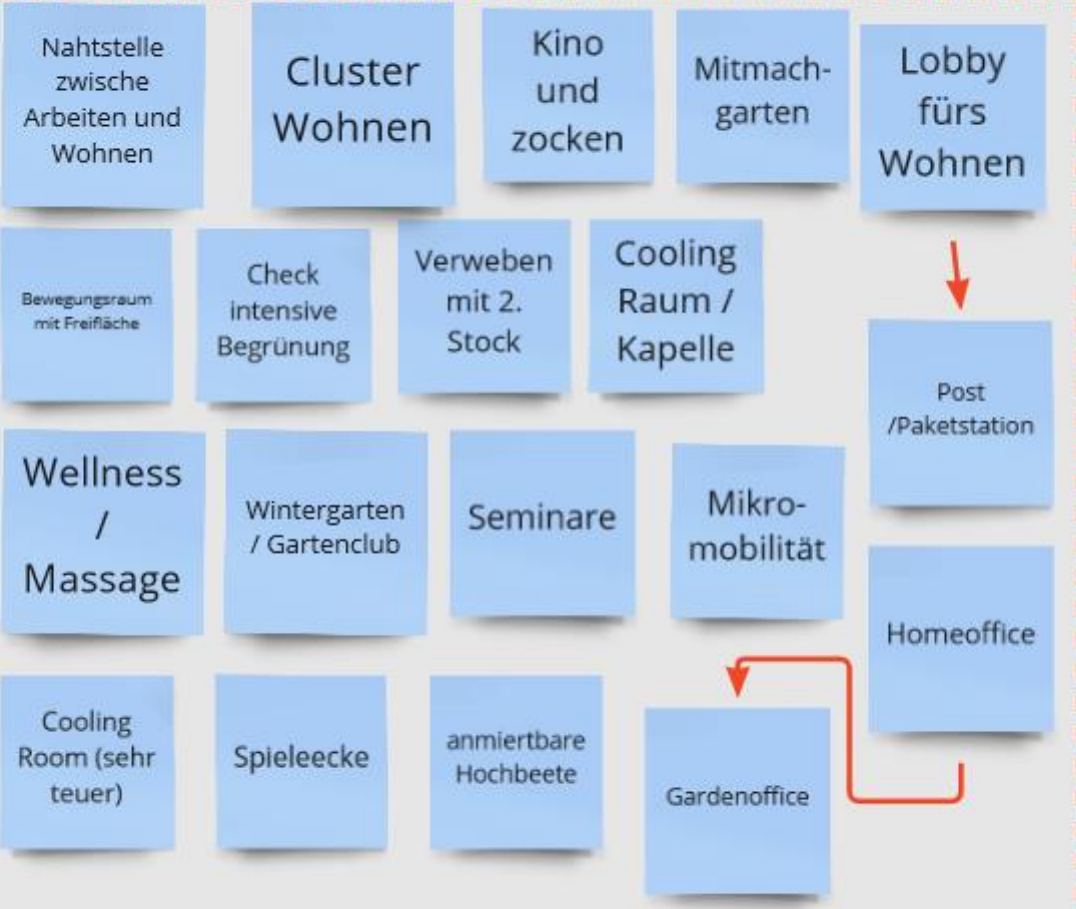 Nahtstelle
zwische
Arbeiten und
Wohnen
Cluster
Wohnen
Kino
und
zocken
Mitmach-
garten
Lobby
fürs
Wohnen
Bewegungsraum
mit Freifläche
Check
intensive
Begrünung
Verweben
mit 2.
Stock
Cooling
Raum /
Kapelle
Post
/Paketstation
Wellness
/
Massage
Wintergarten
/ Gartenclub
Seminare
Mikro-
mobilität
Homeoffice
Cooling
Room (sehr
teuer)
Spieleecke
anmiertbare
Hochbeete
Gardenoffice